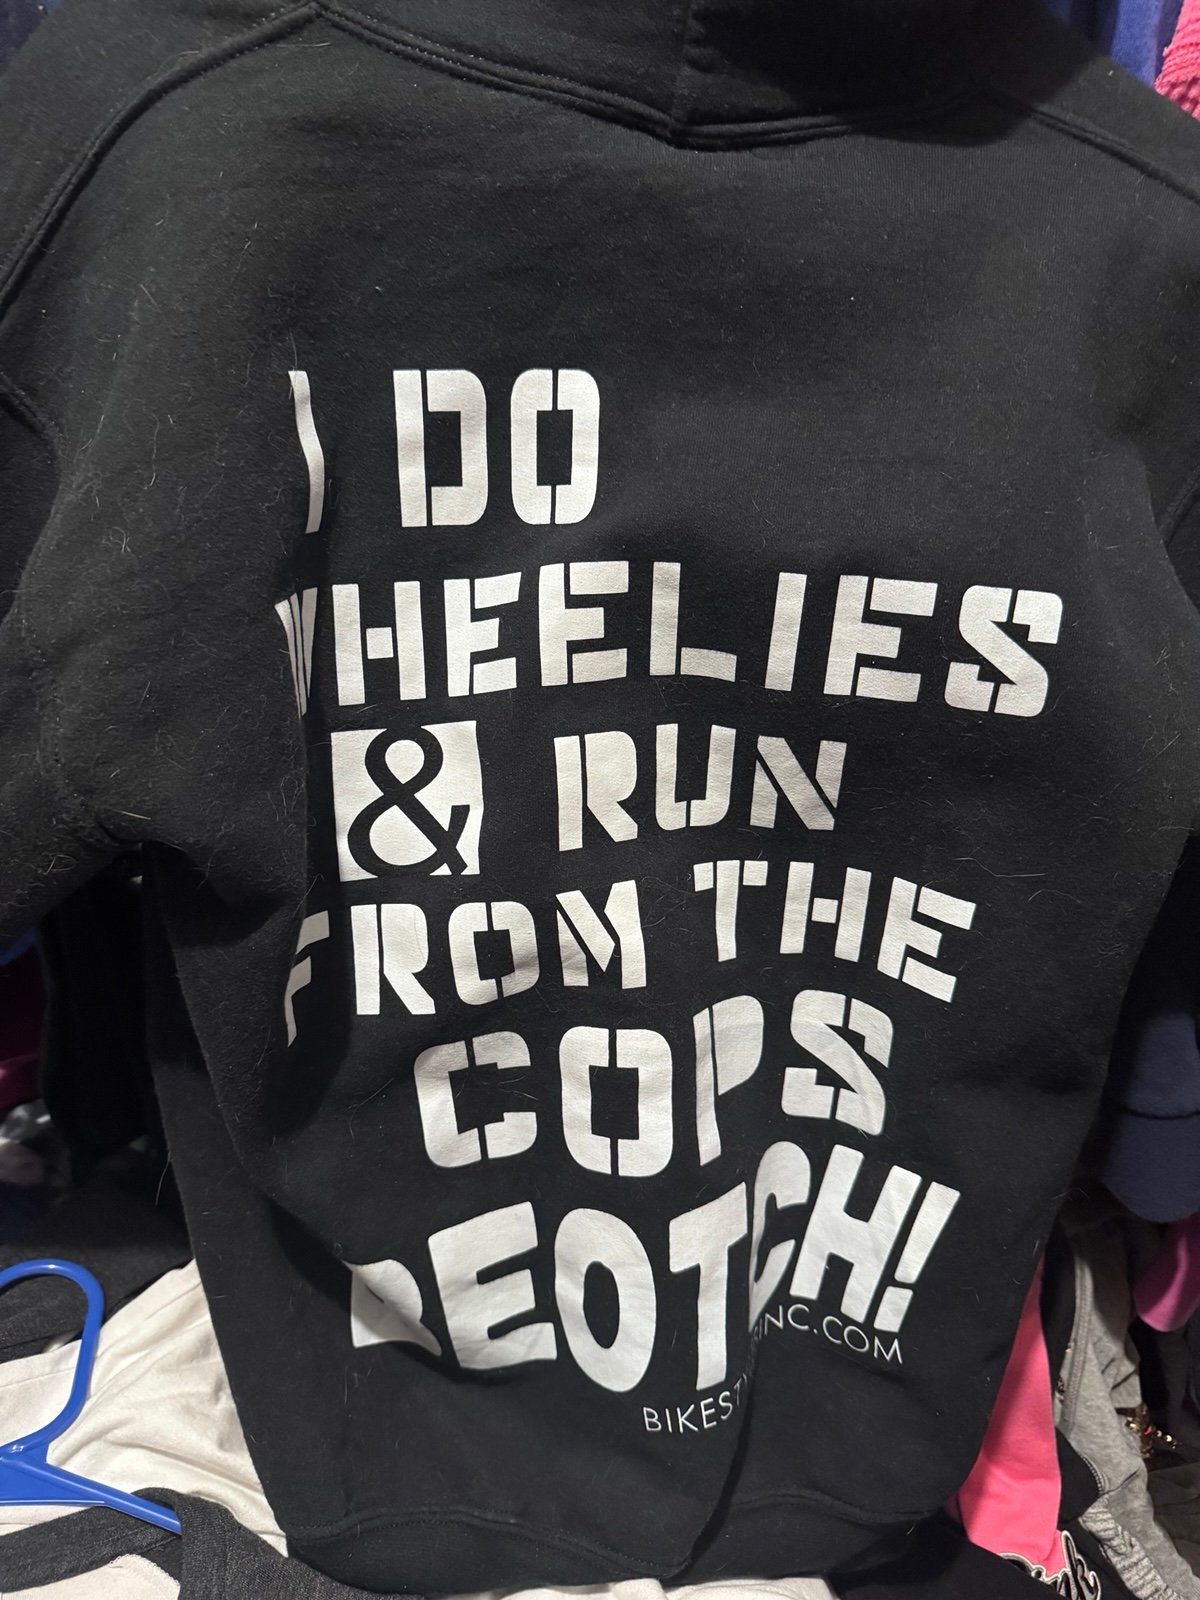 I DO
WHEELIES
& RUN
FROM THE
COPS
BEOTCH!